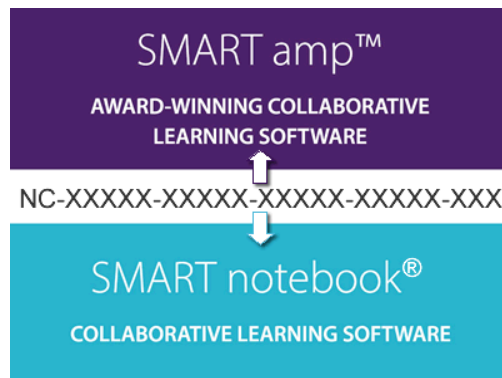 SMART amp™
AWARD-WINNING COLLABORATIVE
LEARNING SOFTWARE
NC-XXXXX-XXXXX-XXXXX-XXXXX-XXX
SMART notebook®
COLLABORATIVE LEARNING SOFTWARE